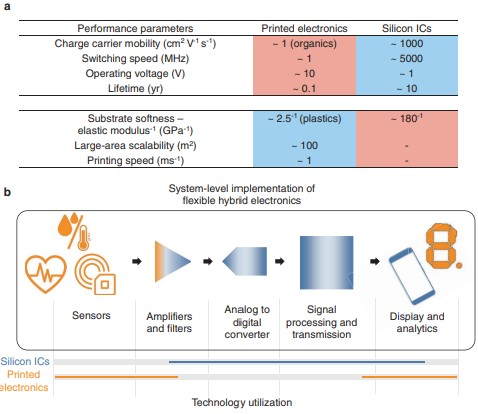 a
Performance parameters Printed electronics Silicon ICs
Charge carrier mobility (cm² V⁻¹ s⁻¹) ~ 1 (organics) ~ 1000
Switching speed (MHz) ~ 1 ~ 5000
Operating voltage (V) ~ 10 ~ 1
Lifetime (yr) ~ 0.1 ~ 10
Substrate softness – ~ 2.5⁻¹ (plastics) ~ 180⁻¹
elastic modulus⁻¹ (GPa⁻¹)
Large-area scalability (m²) ~ 100 -
Printing speed (ms⁻¹) ~ 1 -
b
System-level implementation of
flexible hybriid electronics
Sensors
Amplifiers
and filters
Analog to
digital
converter
Signal
processing and
transmission
Display and
analytics
Silicon ICs
Printed
electronics
Technology utilization